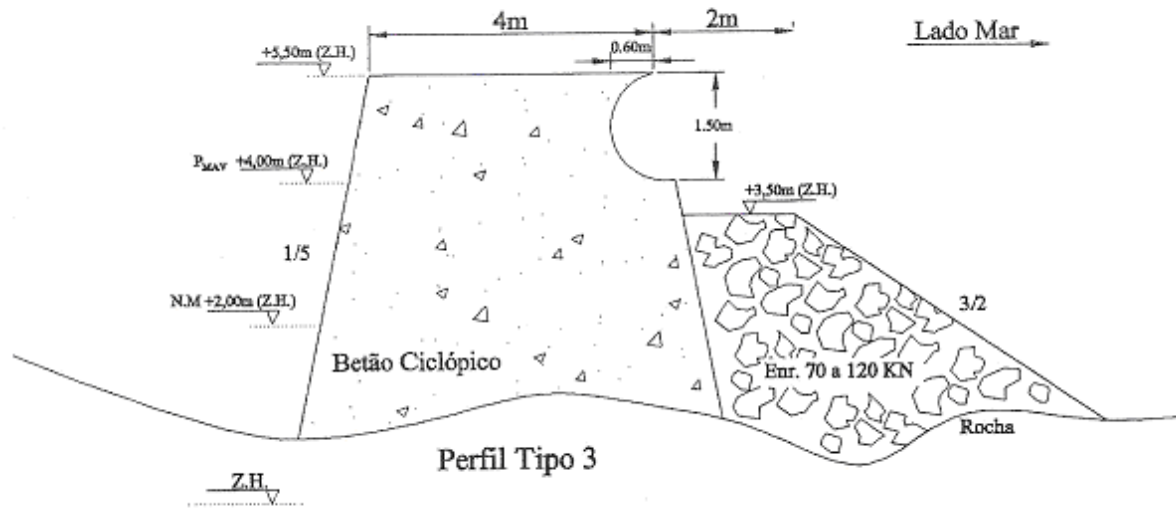 4m
2m
Lado Mar
0.60m
+5,50m (Z.H.)
1.50m
PMAV +4,00m (Z.H.)
+3,50m (Z.H.)
1/5
3/2
N.M +2,00m (Z.H.)
Betão Ciclópico
Enr. 70 a 120 KN
Rocha
Perfil Tipo 3
Z.H.